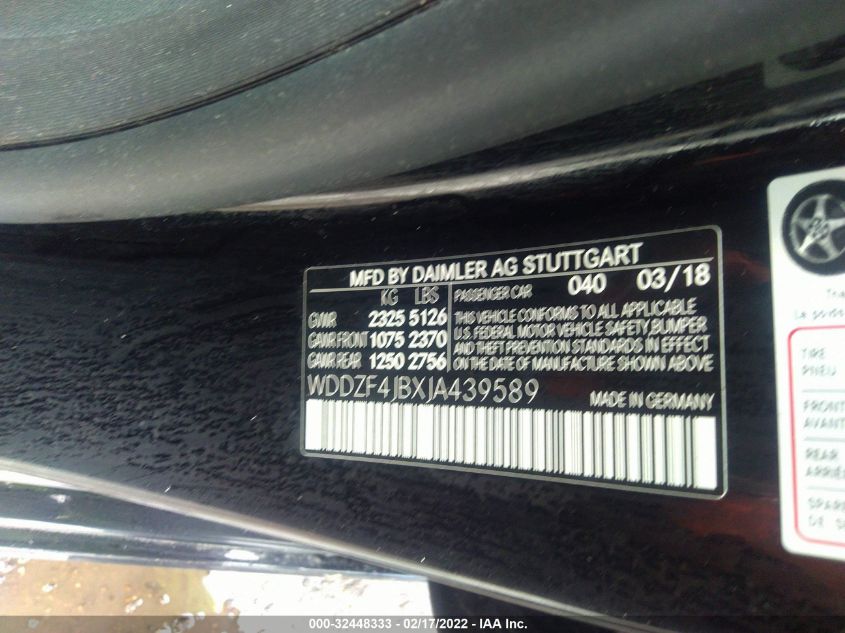 MFD BY DAIMLER AG STUTTGART
KG LBS
GVWR 2325 5126
GAWR FRONT 1075 2370
GAWR REAR 1250 2756
PASSENGER CAR 040 03/18
THIS VEHICLE CONFORMS TO ALL APPLICABLE
U.S. FEDERAL MOTOR VEHICLE SAFETY, BUMPER
AND THEFT PREVENTION STANDARDS IN EFFECT
ON THE DATE OF MANUFACTURE SHOWN ABOVE
WDDZF4JBXJA439589 MADE IN GERMANY
TIRE
PNEU
FRONT
AVANT
REAR
000-32448333 - 02/17/2022 - IAA Inc.